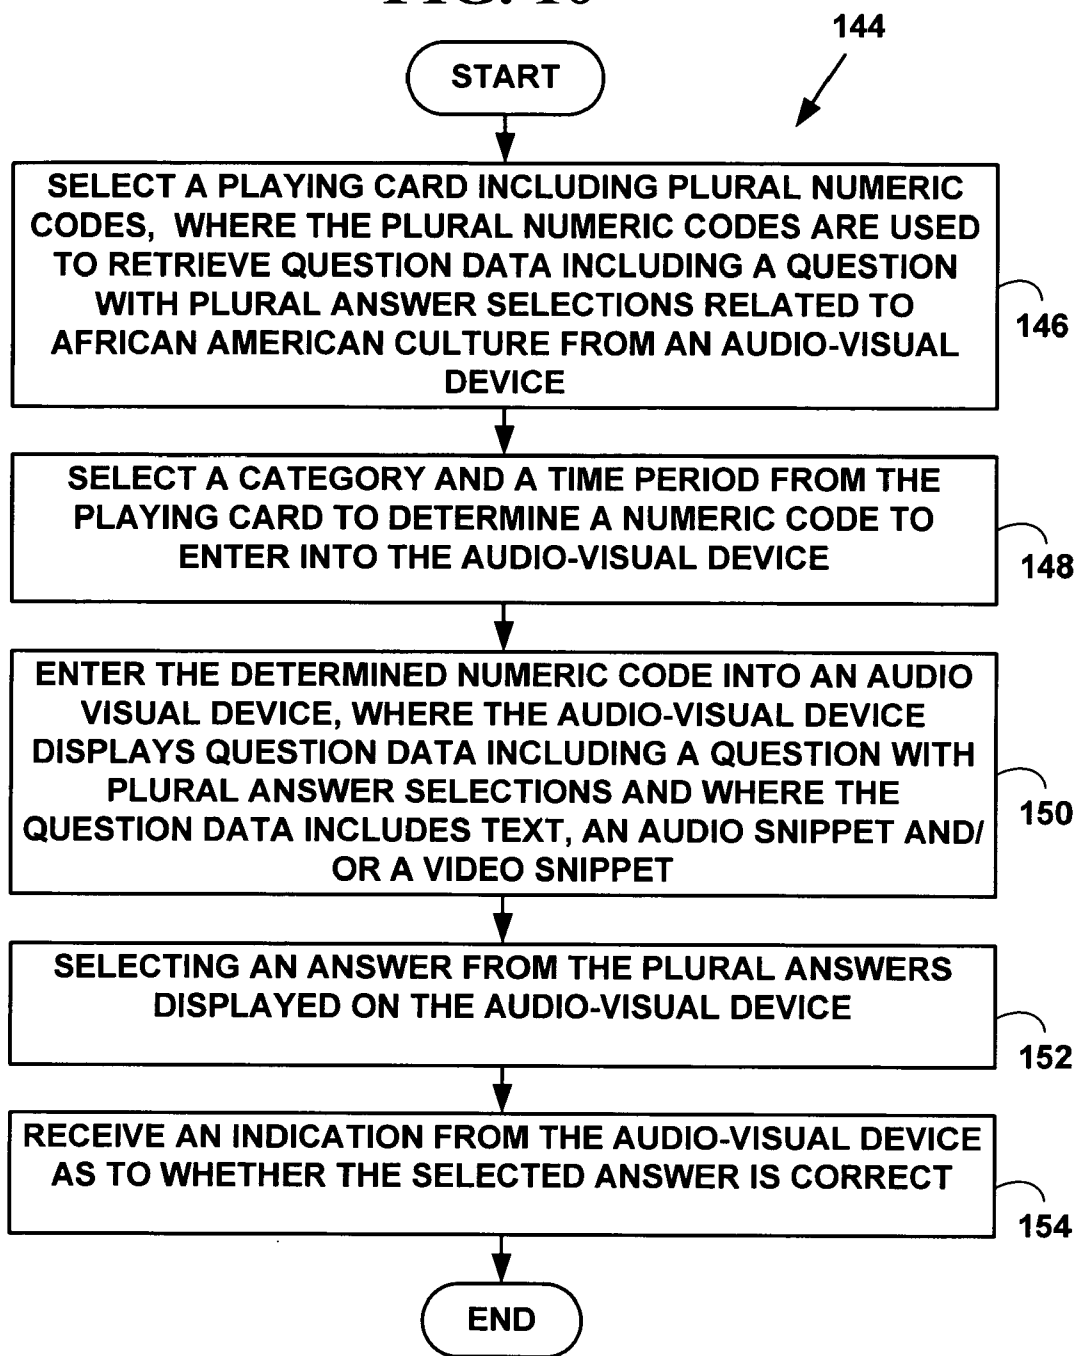 144
START
SELECT A PLAYING CARD INCLUDING PLURAL NUMERIC
CODES, WHERE THE PLURAL NUMERIC CODES ARE USED
TO RETRIEVE QUESTION DATA INCLUDING A QUESTION
WITH PLURAL ANSWER SELECTIONS RELATED TO
AFRICAN AMERICAN CULTURE FROM AN AUDIO-VISUAL
DEVICE
146
SELECT A CATEGORY AND A TIME PERIOD FROM THE
PLAYING CARD TO DETERMINE A NUMERIC CODE TO
ENTER INTO THE AUDIO-VISUAL DEVICE
148
ENTER THE DETERMINED NUMERIC CODE INTO AN AUDIO
VISUAL DEVICE, WHERE THE AUDIO-VISUAL DEVICE
DISPLAYS QUESTION DATA INCLUDING A QUESTION WITH
PLURAL ANSWER SELECTIONS AND WHERE THE
QUESTION DATA INCLUDES TEXT, AN AUDIO SNIPPET AND/
OR A VIDEO SNIPPET
150
SELECTING AN ANSWER FROM THE PLURAL ANSWERS
DISPLAYED ON THE AUDIO-VISUAL DEVICE
152
RECEIVE AN INDICATION FROM THE AUDIO-VISUAL DEVICE
AS TO WHETHER THE SELECTED ANSWER IS CORRECT
154
END